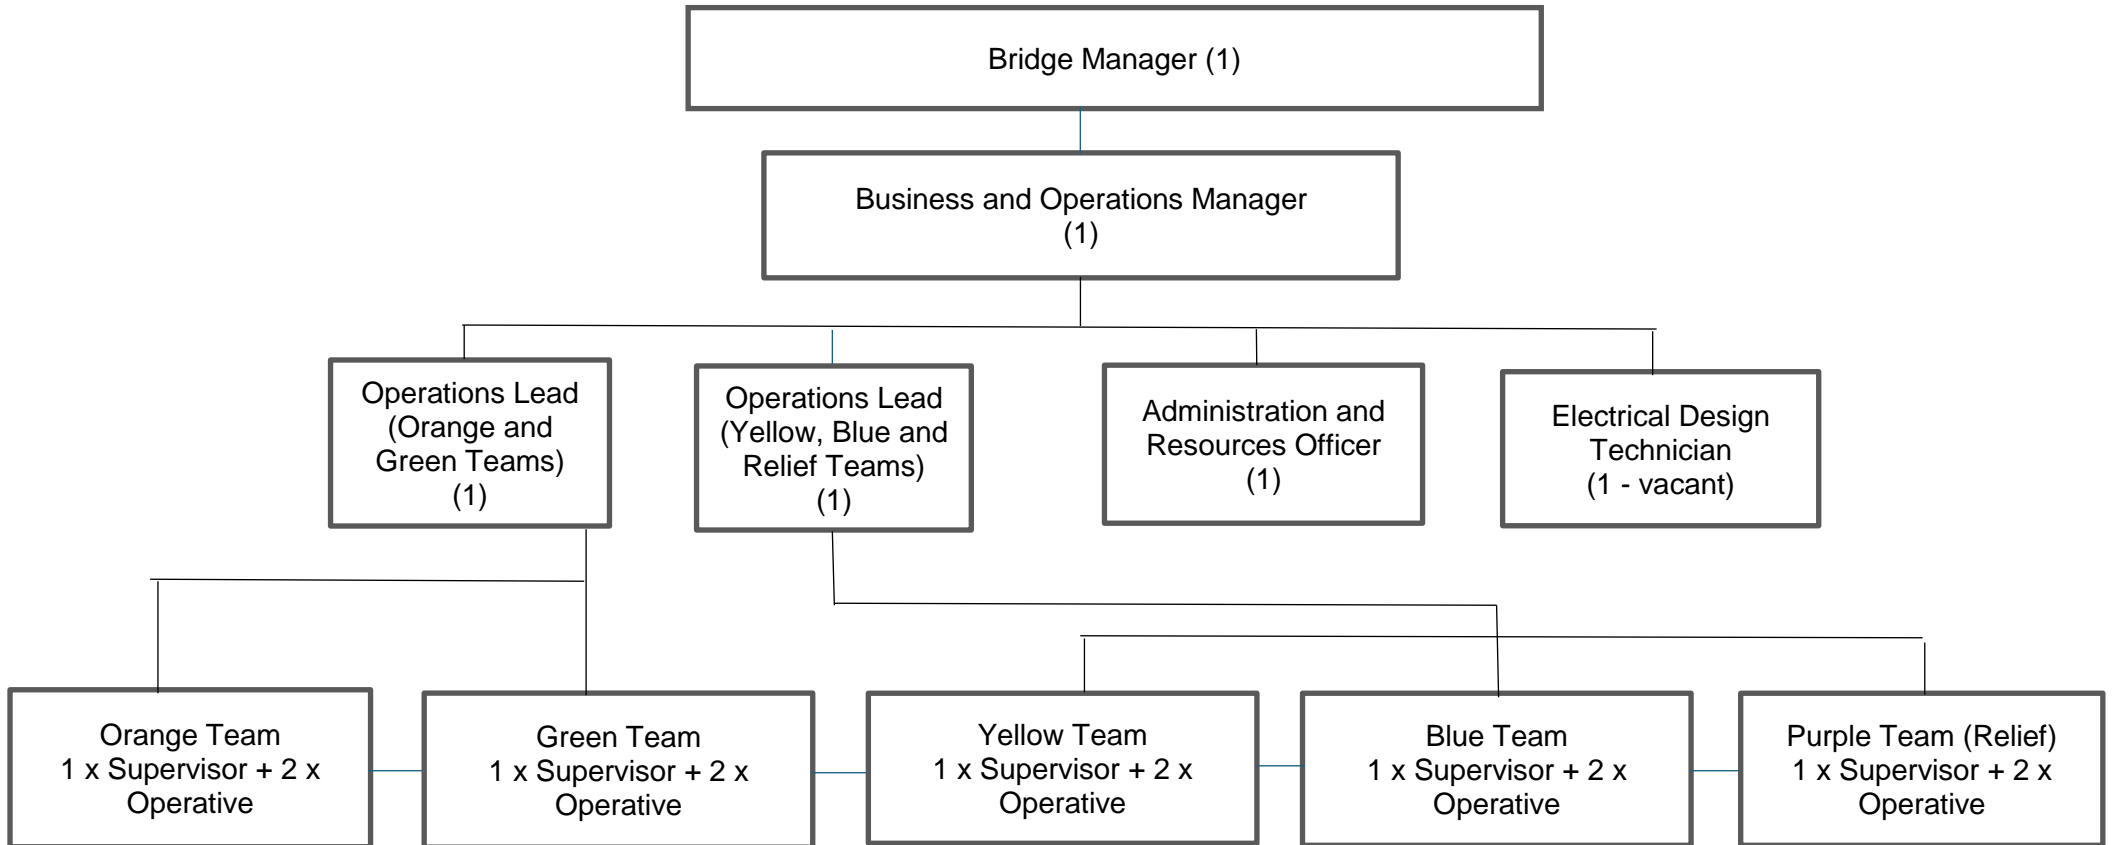 Bridge Manager (1)
Business and Operations Manager
(1)
Operations Lead
(Orange and
Green Teams)
(1)
Operations Lead
(Yellow, Blue and
Relief Teams)
(1)
Administration and
Resources Officer
(1)
Electrical Design
Technician
(1 - vacant)
Orange Team
1 x Supervisor + 2 x
Operative
Green Team
1 x Supervisor + 2 x
Operative
Yellow Team
1 x Supervisor + 2 x
Operative
Blue Team
1 x Supervisor + 2 x
Operative
Purple Team (Relief)
1 x Supervisor + 2 x
Operative